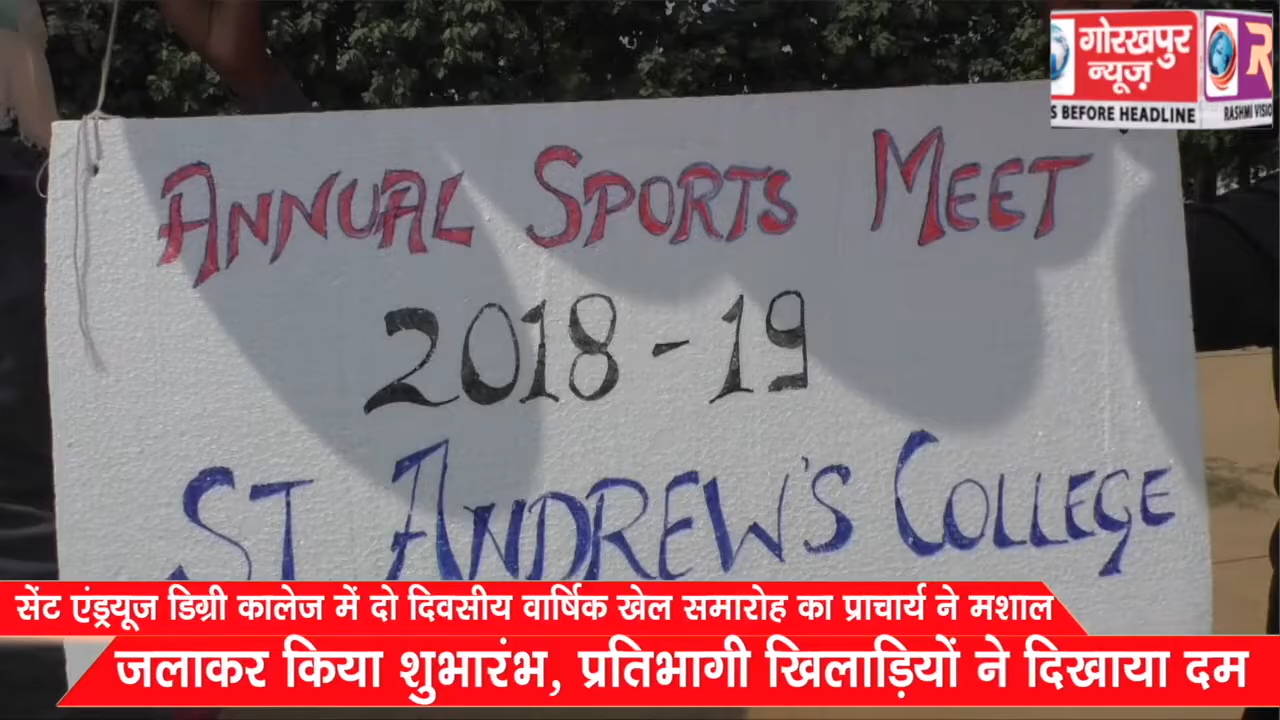 गोरखपुर
न्यूज़
S BEFORE HEADLINE
R
RASHMI VISIO
ANNUAL SPORTS MEET
2018-19
ST ANDREW'S COLLEGE
सेंट एंड्रयूज डिग्री कालेज में दो दिवसीय वार्षिक खेल समारोह का प्राचार्य ने मशाल
जलाकर किया शुभारंभ, प्रतिभागी खिलाड़ियों ने दिखाया दम